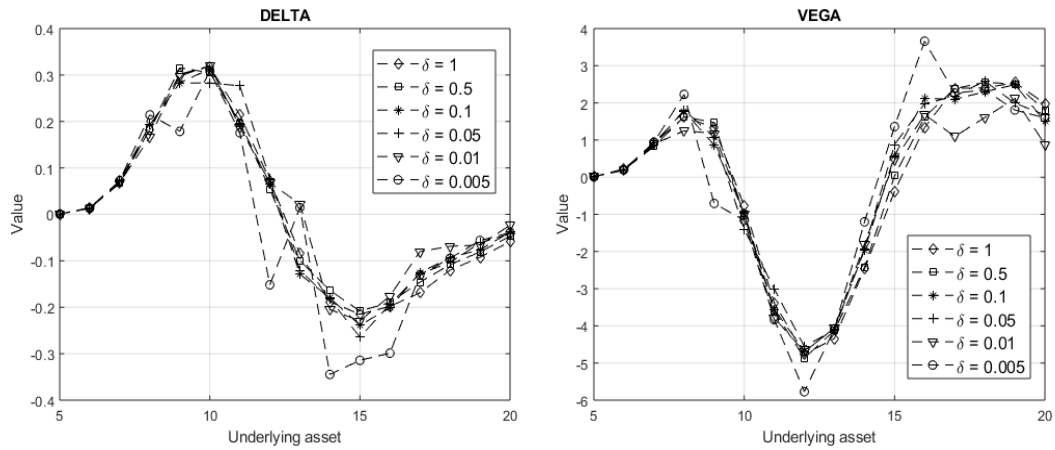 DELTA
0.4
0.3
0.2
0.1
0
-0.1
-0.2
-0.3
-0.4
Value
5
10
15
20
Underlying asset
δ = 1
δ = 0.5
δ = 0.1
δ = 0.05
δ = 0.01
δ = 0.005
VEGA
4
3
2
1
0
-1
-2
-3
-4
-5
-6
Value
5
10
15
20
Underlying asset
δ = 1
δ = 0.5
δ = 0.1
δ = 0.05
δ = 0.01
δ = 0.005